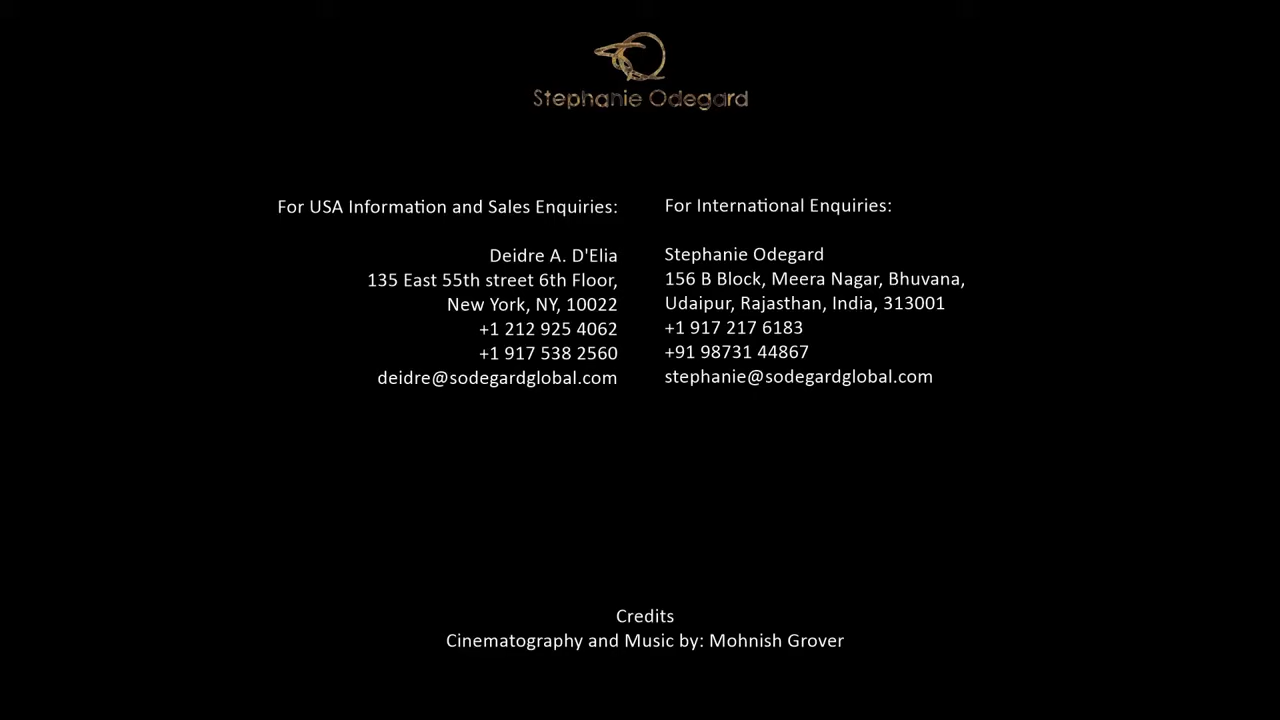 Stephanie Odegard
For USA Information and Sales Enquiries:
Deidre A. D'Elia
135 East 55th street 6th Floor,
New York, NY, 10022
+1 212 925 4062
+1 917 538 2560
deidre@sodegardglobal.com
For International Enquiries:
Stephanie Odegard
156 B Block, Meera Nagar, Bhuvana,
Udaipur, Rajasthan, India, 313001
+1 917 217 6183
+91 98731 44867
stephanie@sodegardglobal.com
Credits
Cinematography and Music by: Mohnish Grover